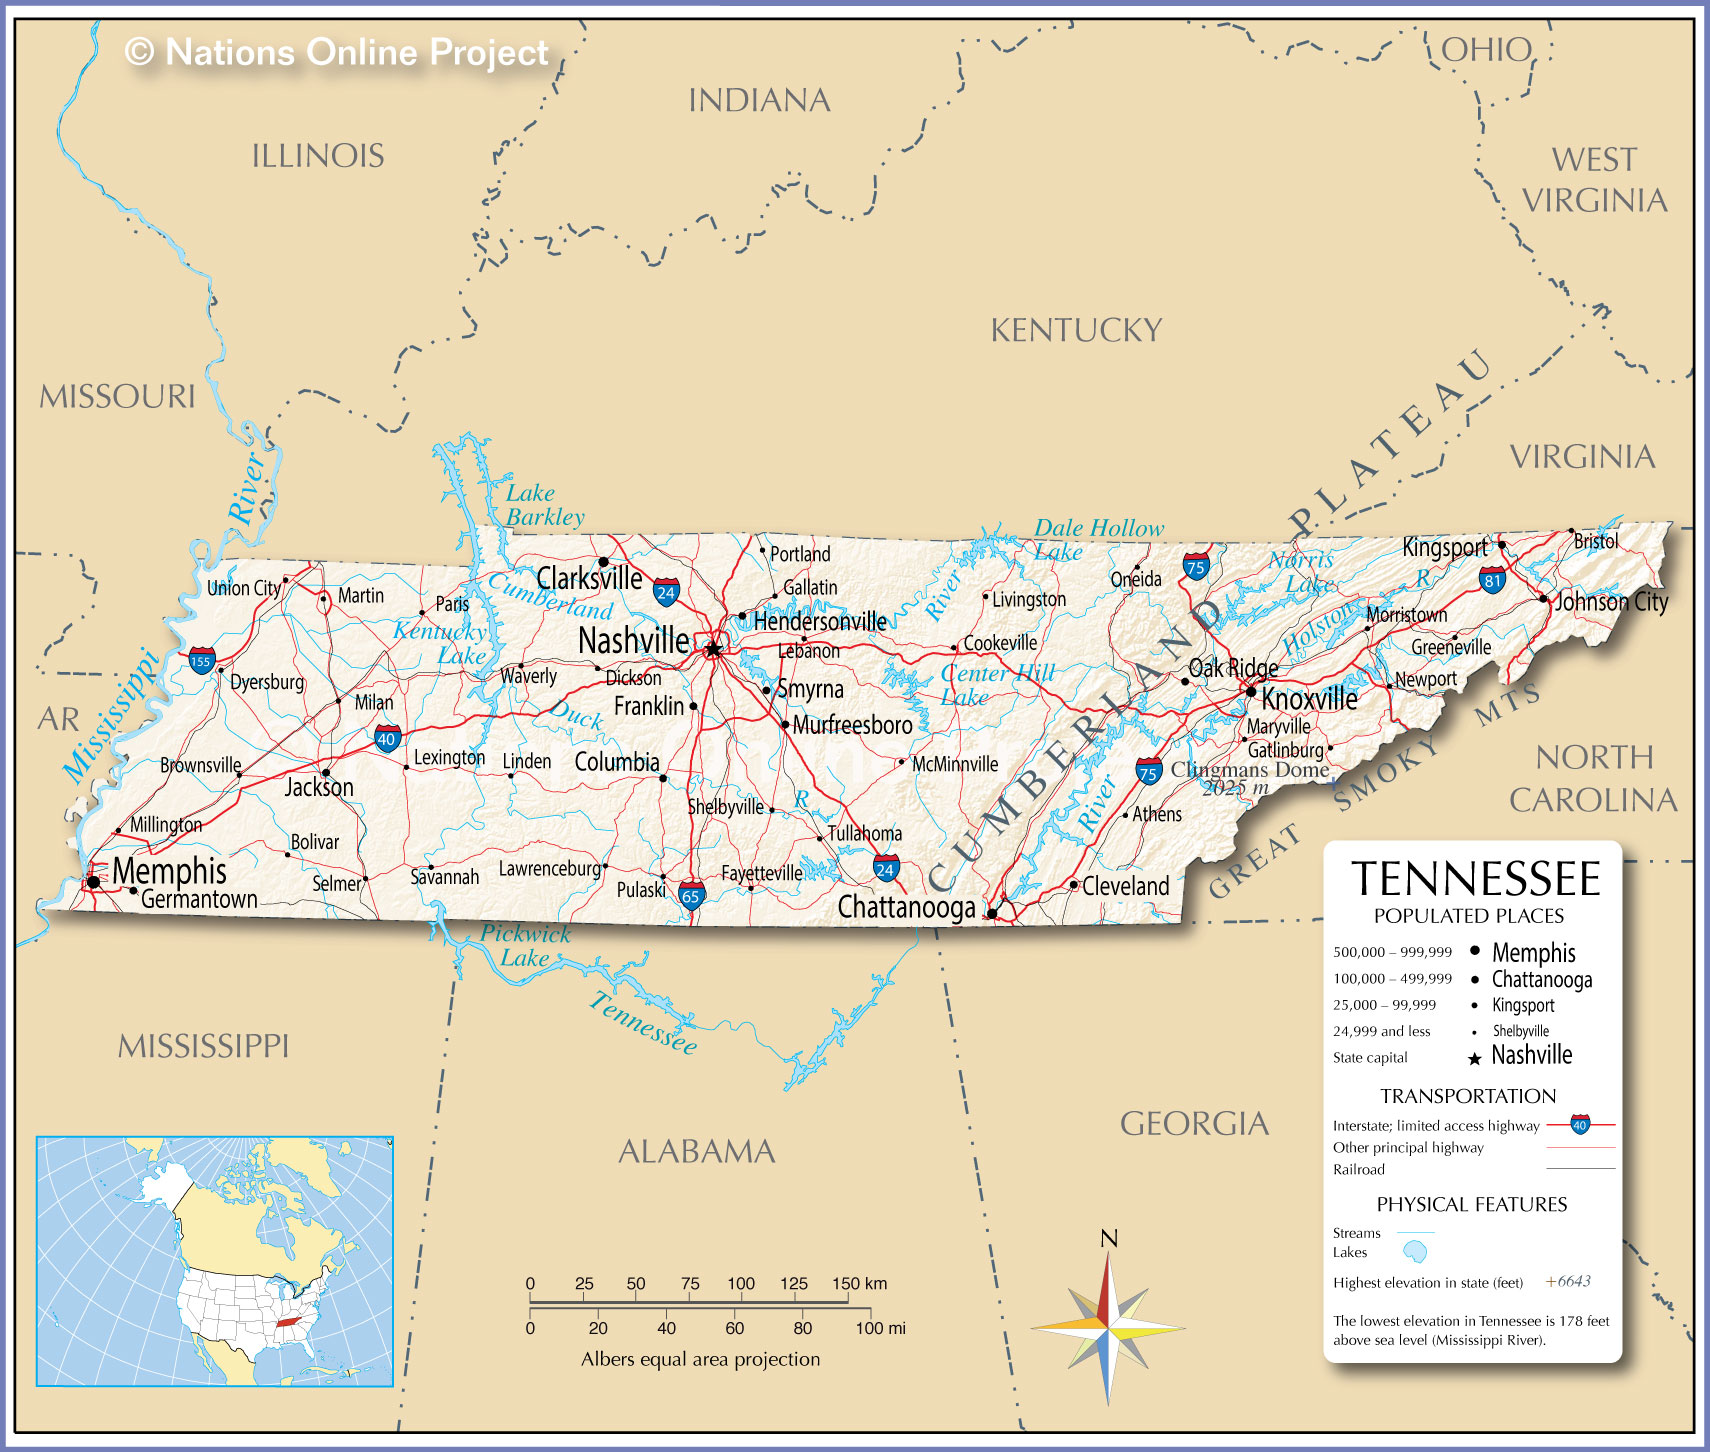 © Nations Online Project
OHIO
INDIANA
ILLINOIS
WEST
VIRGINIA
KENTUCKY
MISSOURI
PLATEAU
VIRGINIA
River
Lake
Barkley
Dale Hollow
Lake
Kingsport
Bristol
Portland
Clarksville
Oneida
75
Norris
Lake
R
81
Union City
Martin
Cumberland
24
Gallatin
River
Livingston
Johnson City
Paris
Hendersonville
Holston
Morristown
Kentucky
Lake
Nashville
Lebanon
Cookeville
Greeneville
155
Dyersburg
Waverly
Dickson
Smyrna
Center Hill
Lake
Oak Ridge
Newport
Mississippi
Milan
Franklin
Duck
Murfreesboro
CUMBERLAND
Knoxville
Maryville
Gatlinburg
AR
40
Lexington
Linden
Columbia
McMinnville
75
Clingmans Dome
2025 m
Brownsville
Jackson
Shelbyville
R
River
Athens
GREAT SMOKY MTS
NORTH
CAROLINA
Millington
Bolivar
Tullahoma
Memphis
Germantown
Selmer
Savannah
Lawrenceburg
Pulaski
65
Fayetteville
24
Chattanooga
Cleveland
Pickwick
Lake
Tennessee
MISSISSIPPI
ALABAMA
GEORGIA
TENNESSEE
POPULATED PLACES
500,000 – 999,999 Memphis
100,000 – 499,999 Chattanooga
25,000 – 99,999 Kingsport
24,999 and less Shelbyville
State capital Nashville
TRANSPORTATION
Interstate; limited access highway 40
Other principal highway
Railroad
PHYSICAL FEATURES
Streams
Lakes
Highest elevation in state (feet) +6643
The lowest elevation in Tennessee is 178 feet
above sea level (Mississippi River).
N
0 25 50 75 100 125 150 km
0 20 40 60 80 100 mi
Albers equal area projection